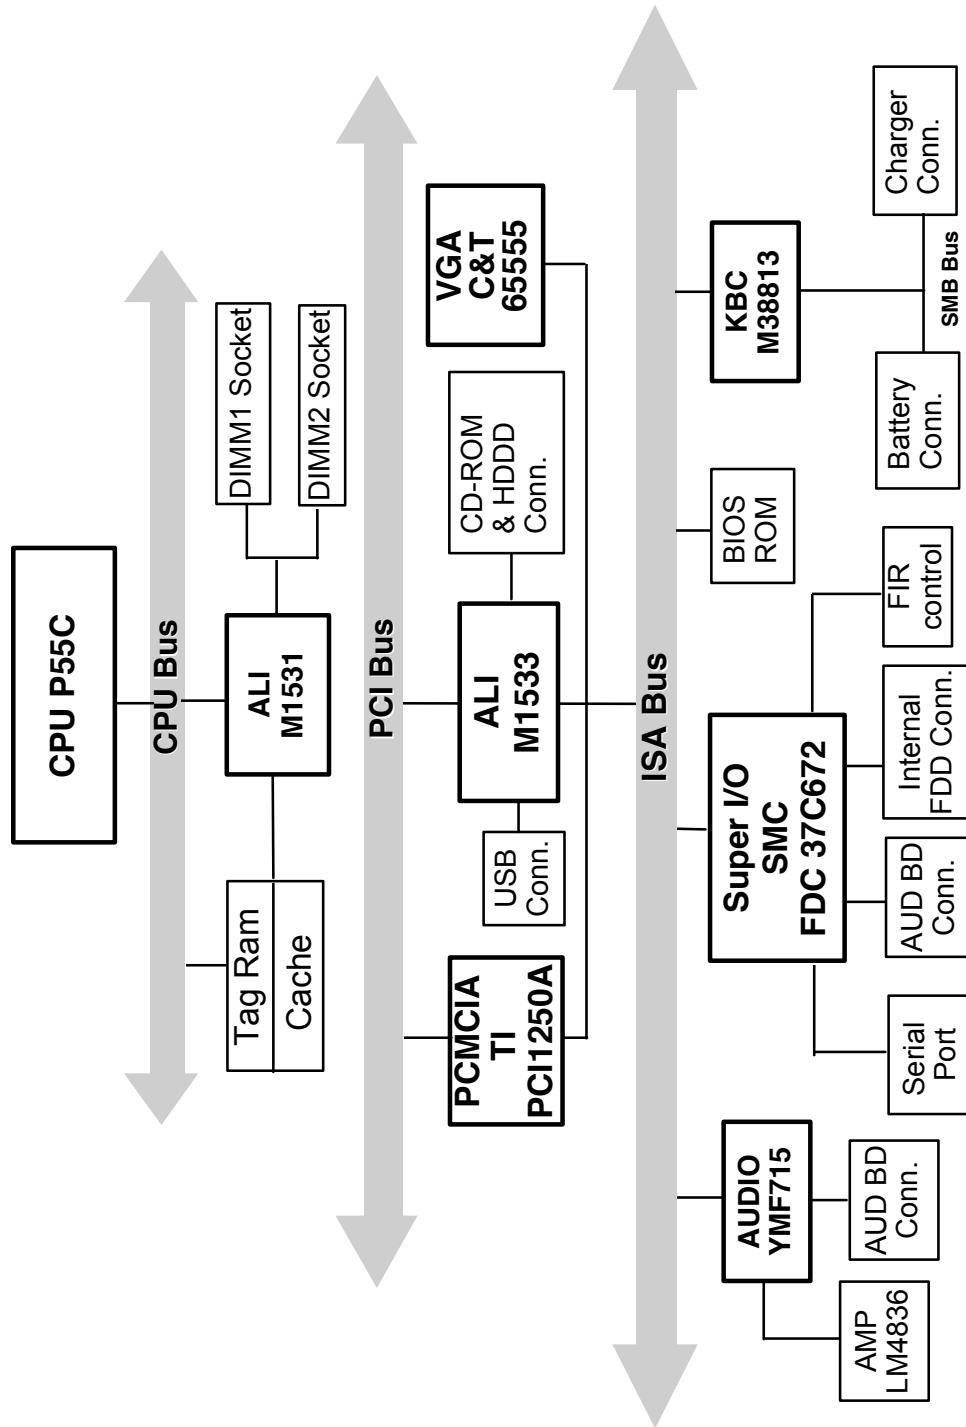 CPU P55C
CPU Bus
Tag Ram
Cache
ALI
M1531
DIMM1 Socket
DIMM2 Socket
PCI Bus
PCMCIA
TI
PCI1250A
USB
Conn.
ALI
M1533
CD-ROM
& HDDD
Conn.
VGA
C&T
65555
ISA Bus
AUDIO
YMF715
AMP
LM4836
AUD BD
Conn.
Super I/O
SMC
FDC 37C672
Serial
Port
AUD BD
Conn.
Internal
FDD Conn.
FIR
control
BIOS
ROM
KBC
M38813
Battery
Conn.
SMB Bus
Charger
Conn.